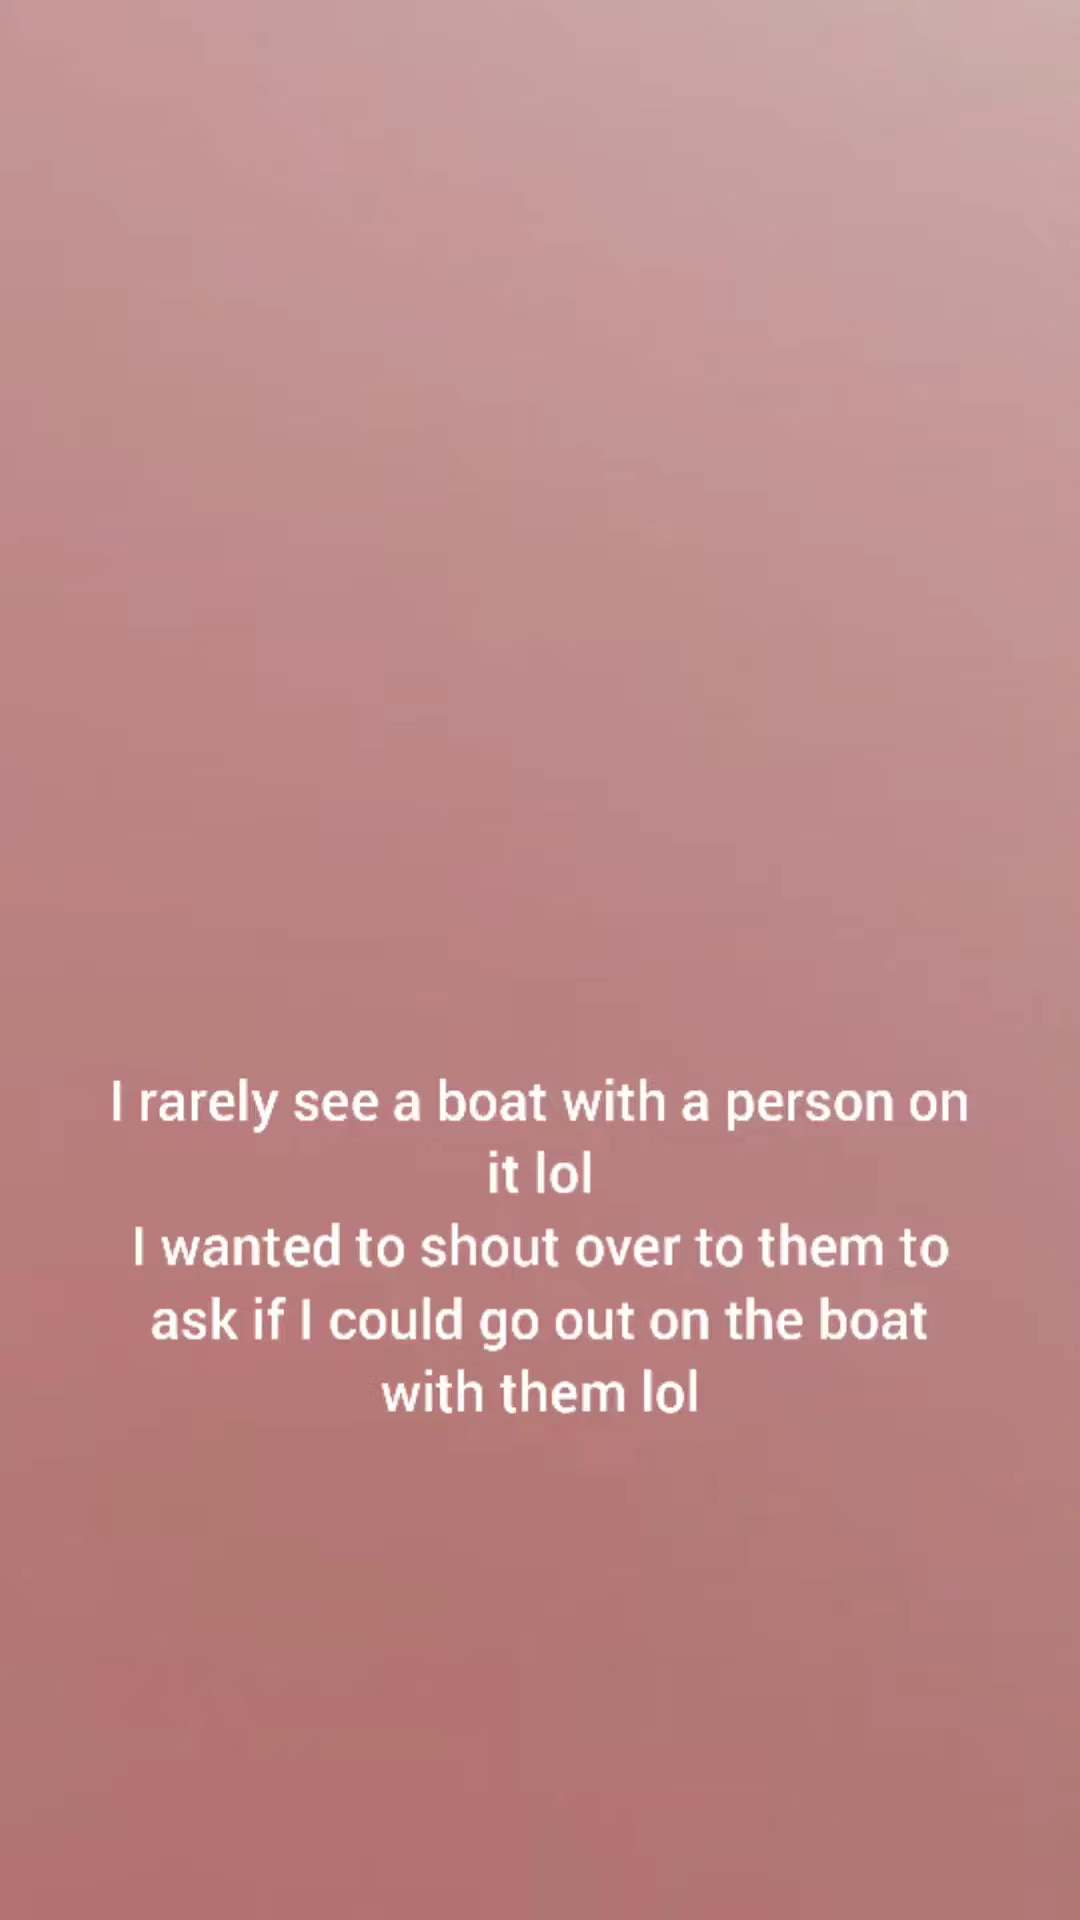 I rarely see a boat with a person on
it lol
I wanted to shout over to them to
ask if I could go out on the boat
with them lol